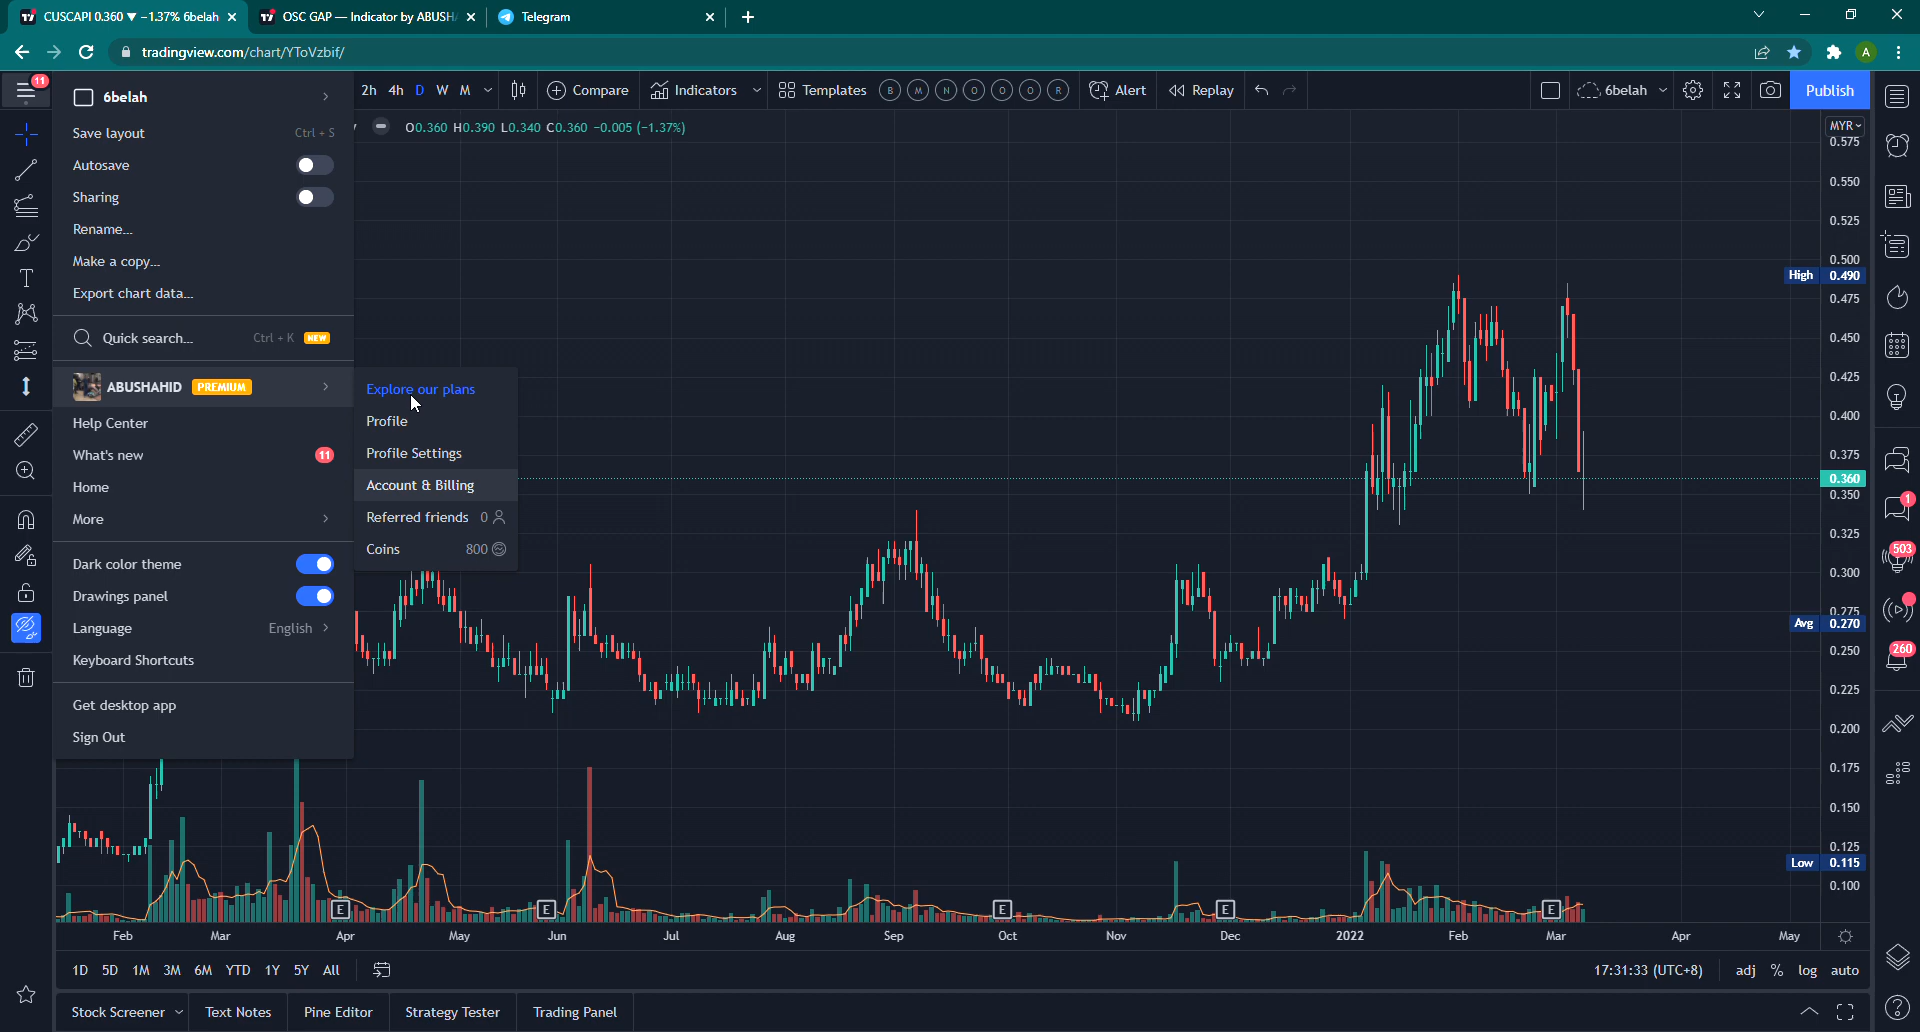 CUSCAPI 0.360 ▼ −1.37% 6belah
OSC GAP — Indicator by ABUSH
Telegram
tradingview.com/chart/YToVzbif/
A
11
6belah
Save layout Ctrl + S
Autosave
Sharing
Rename...
Make a copy...
Export chart data...
Quick search... Ctrl + K NEW
ABUSHAHID PREMIUM
Help Center
What's new 11
Home
More
Dark color theme
Drawings panel
Language English
Keyboard Shortcuts
Get desktop app
Sign Out
Explore our plans
Profile
Profile Settings
Account & Billing
Referred friends 0
Coins 800
2h 4h D W M
Compare
Indicators
Templates
B M N O O O R
Alert
Replay
6belah
Publish
O0.360 H0.390 L0.340 C0.360 −0.005 (−1.37%)
MYR
0.575
0.550
0.525
0.500
High 0.490
0.475
0.450
0.425
0.400
0.375
0.360
0.350
0.325
0.300
0.275
Avg 0.270
0.250
0.225
0.200
0.175
0.150
0.125
Low 0.115
0.100
1
503
260
E E E E E
Feb Mar Apr May Jun Jul Aug Sep Oct Nov Dec 2022 Feb Mar Apr May
1D 5D 1M 3M 6M YTD 1Y 5Y All
17:31:33 (UTC+8) adj % log auto
Stock Screener Text Notes Pine Editor Strategy Tester Trading Panel